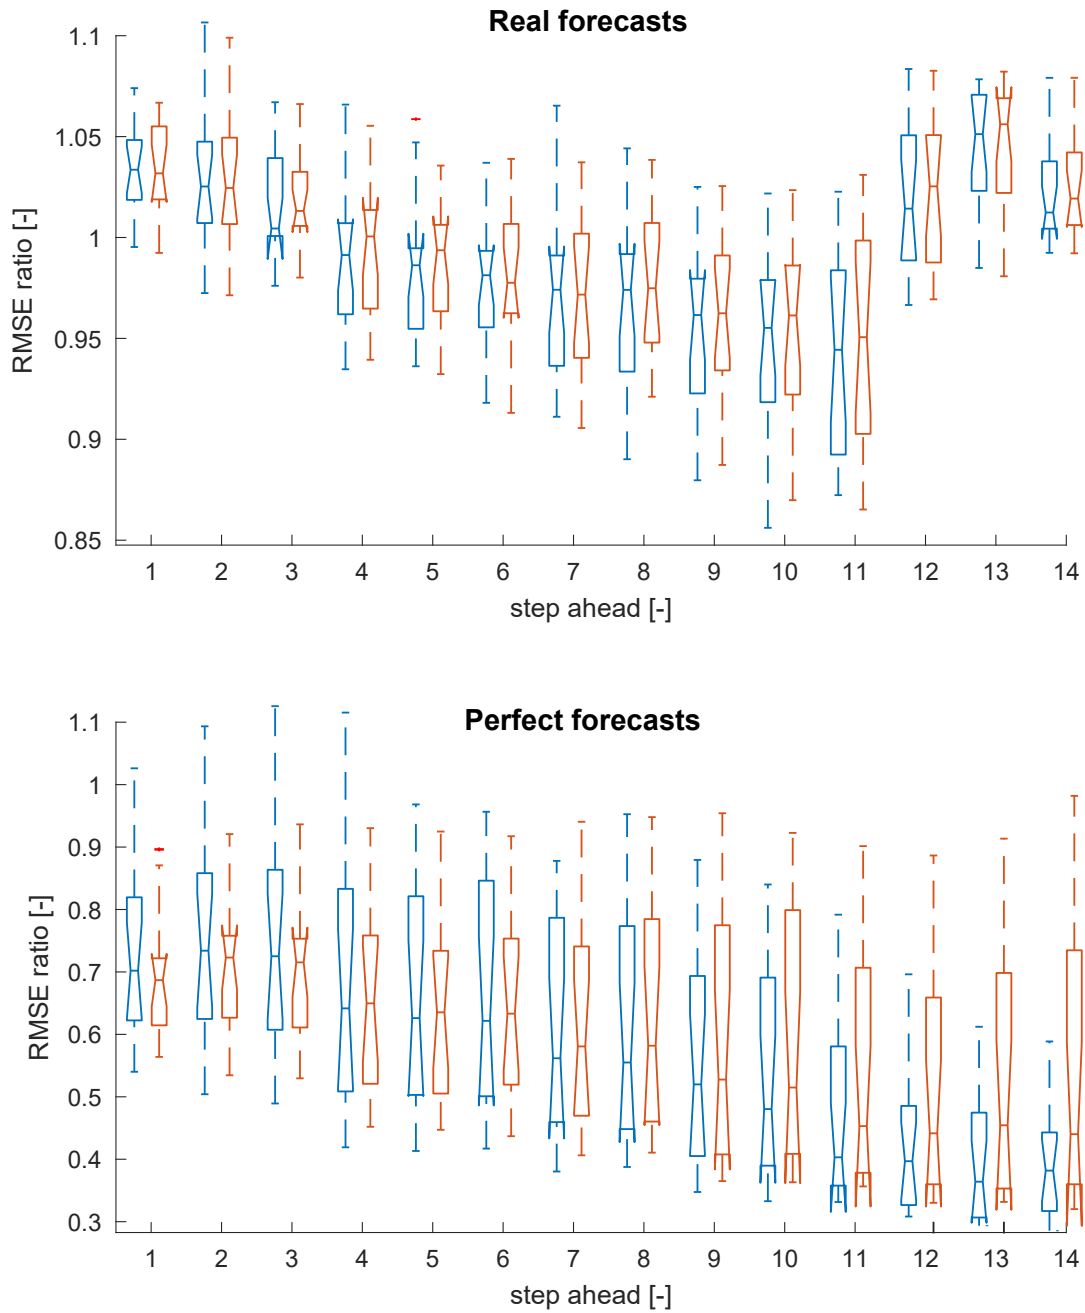 Real forecasts
1.1
1.05
1
0.95
0.9
0.85
RMSE ratio [-]
1 2 3 4 5 6 7 8 9 10 11 12 13 14
step ahead [-]
Perfect forecasts
1.1
1
0.9
0.8
0.7
0.6
0.5
0.4
0.3
RMSE ratio [-]
1 2 3 4 5 6 7 8 9 10 11 12 13 14
step ahead [-]